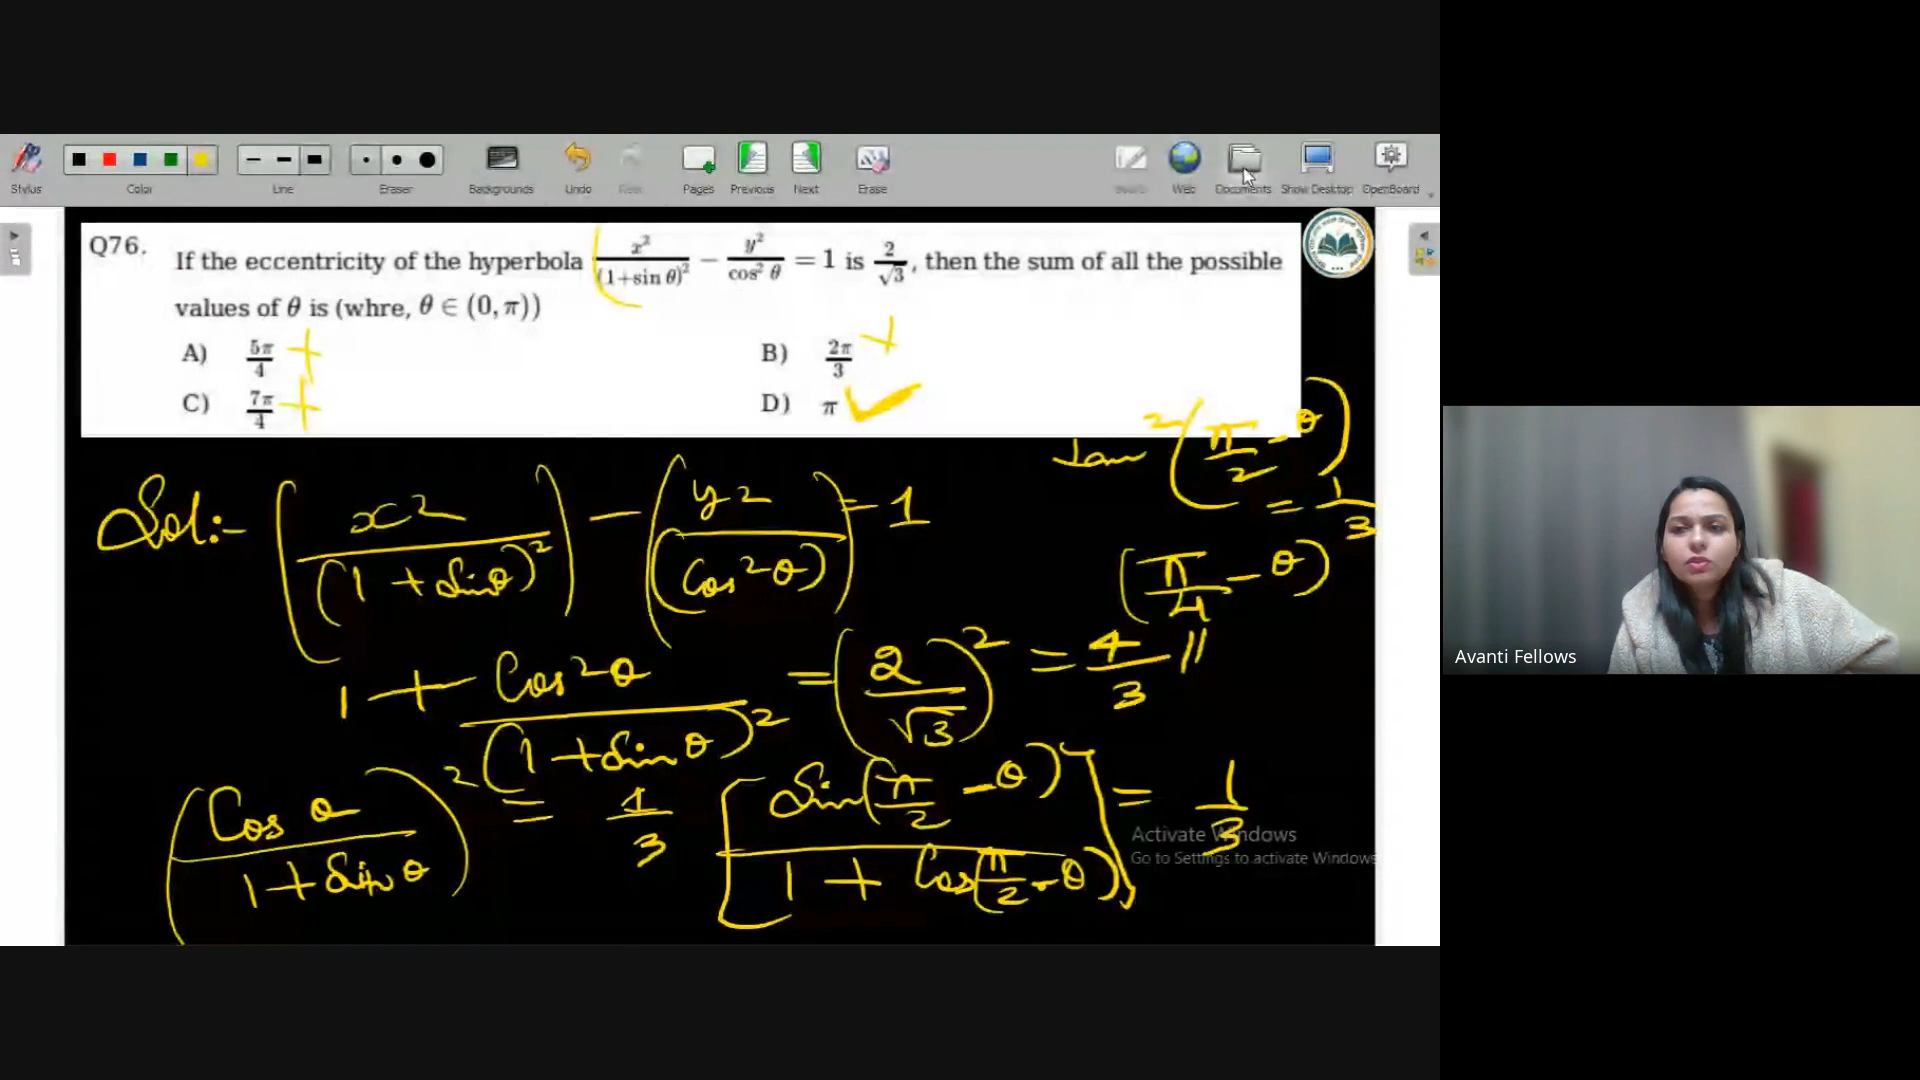 Stylus
Color
Line
Eraser
Backgrounds
Undo
Pages
Previous
Next
Erase
Web
Documents
Show Desktop
OpenBoard
Q76. If the eccentricity of the hyperbola x²/(1+sin θ)² − y²/cos² θ = 1 is 2/√3, then the sum of all the possible
values of θ is (whre, θ ∈ (0, π))
A) 5π/4
B) 2π/3
C) 7π/4
D) π
tan² (π/2 - θ) = 1/3
Sol:- (x²/(1 + sinθ)²) - (y²/(cos²θ)) = 1
(π/4 - θ)
1 + cos²θ/(1 + sinθ)² = (2/√3)² = 4/3 //
(cos θ/(1 + sin θ))² = 1/3 [sin(π/2 - θ)/(1 + cos(π/2 - θ))] = 1/3
Activate Windows
Go to Settings to activate Windows
Avanti Fellows